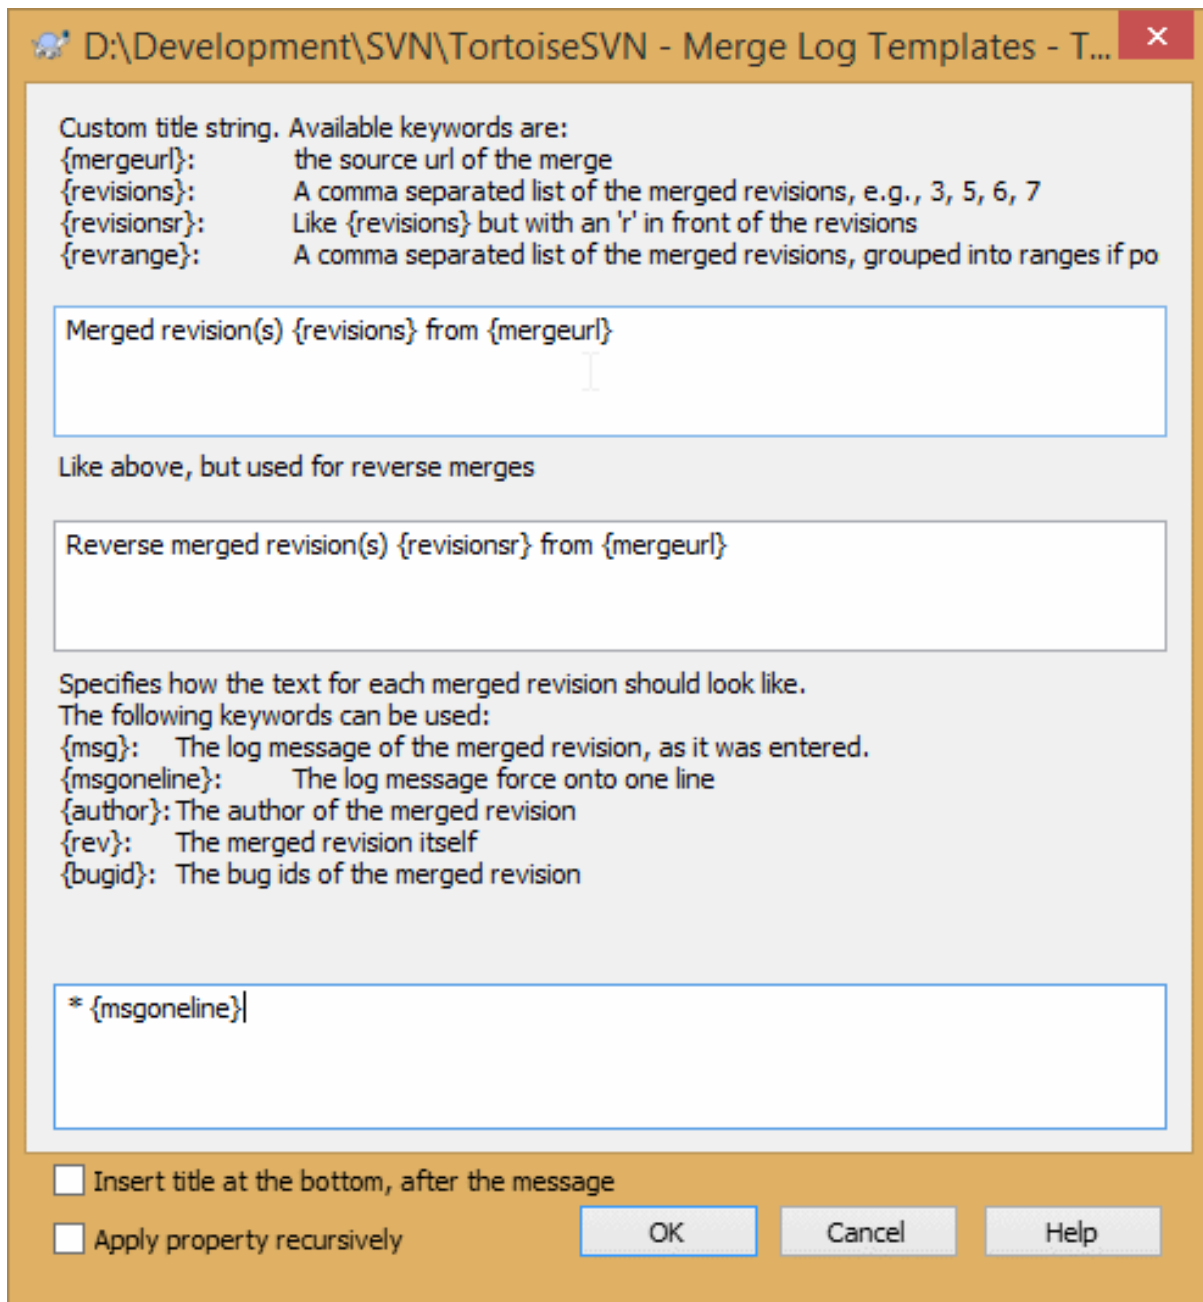 D:\Development\SVN\TortoiseSVN - Merge Log Templates - T...
Custom title string. Available keywords are:
{mergeurl}: the source url of the merge
{revisions}: A comma separated list of the merged revisions, e.g., 3, 5, 6, 7
{revisionsr}: Like {revisions} but with an 'r' in front of the revisions
{revrange}: A comma separated list of the merged revisions, grouped into ranges if po
Merged revision(s) {revisions} from {mergeurl}
Like above, but used for reverse merges
Reverse merged revision(s) {revisionsr} from {mergeurl}
Specifies how the text for each merged revision should look like.
The following keywords can be used:
{msg}: The log message of the merged revision, as it was entered.
{msgoneline}: The log message force onto one line
{author}: The author of the merged revision
{rev}: The merged revision itself
{bugid}: The bug ids of the merged revision
* {msgoneline}
Insert title at the bottom, after the message
Apply property recursively
OK
Cancel
Help